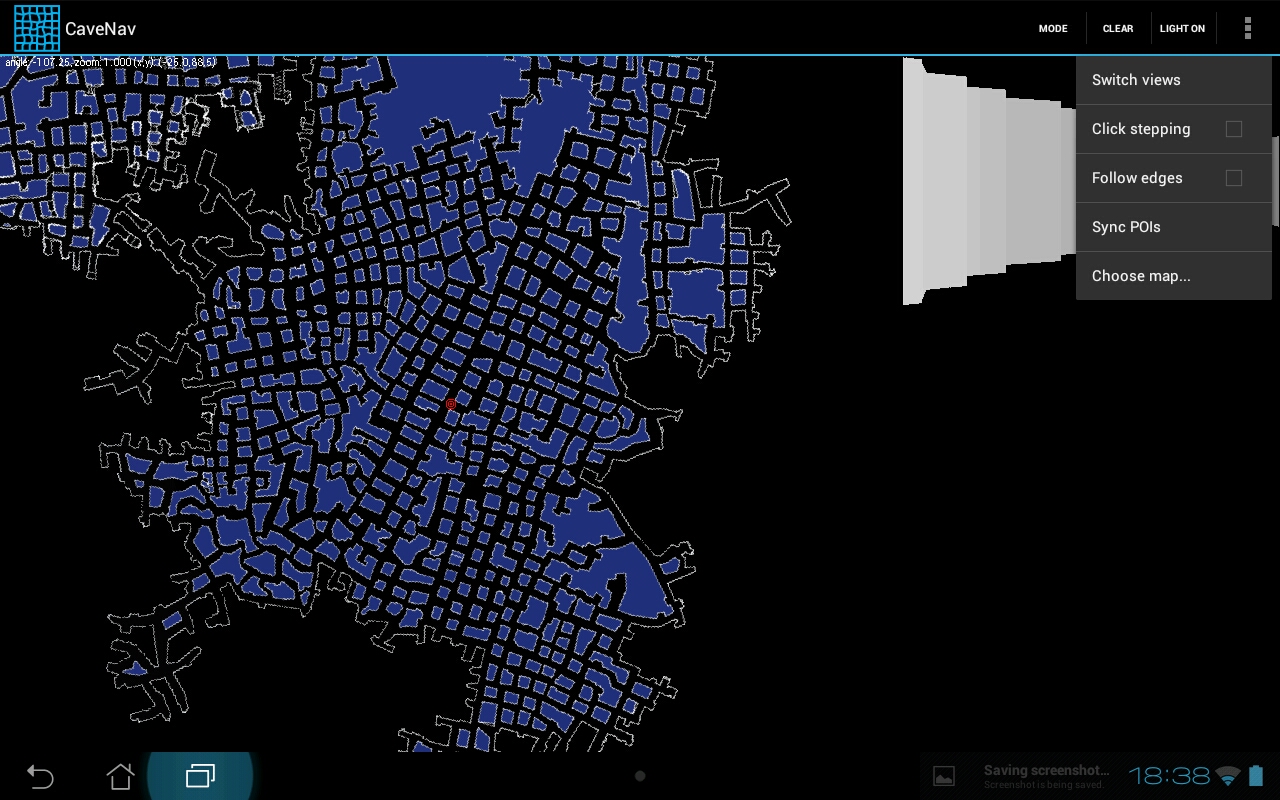 CaveNav
MODE
CLEAR
LIGHT ON
angle:-107.25, zoom:1.000 (x,y):(-25.0,88.5)
Switch views
Click stepping
Follow edges
Sync POIs
Choose map...
Saving screenshot...
Screenshot is being saved.
18:38